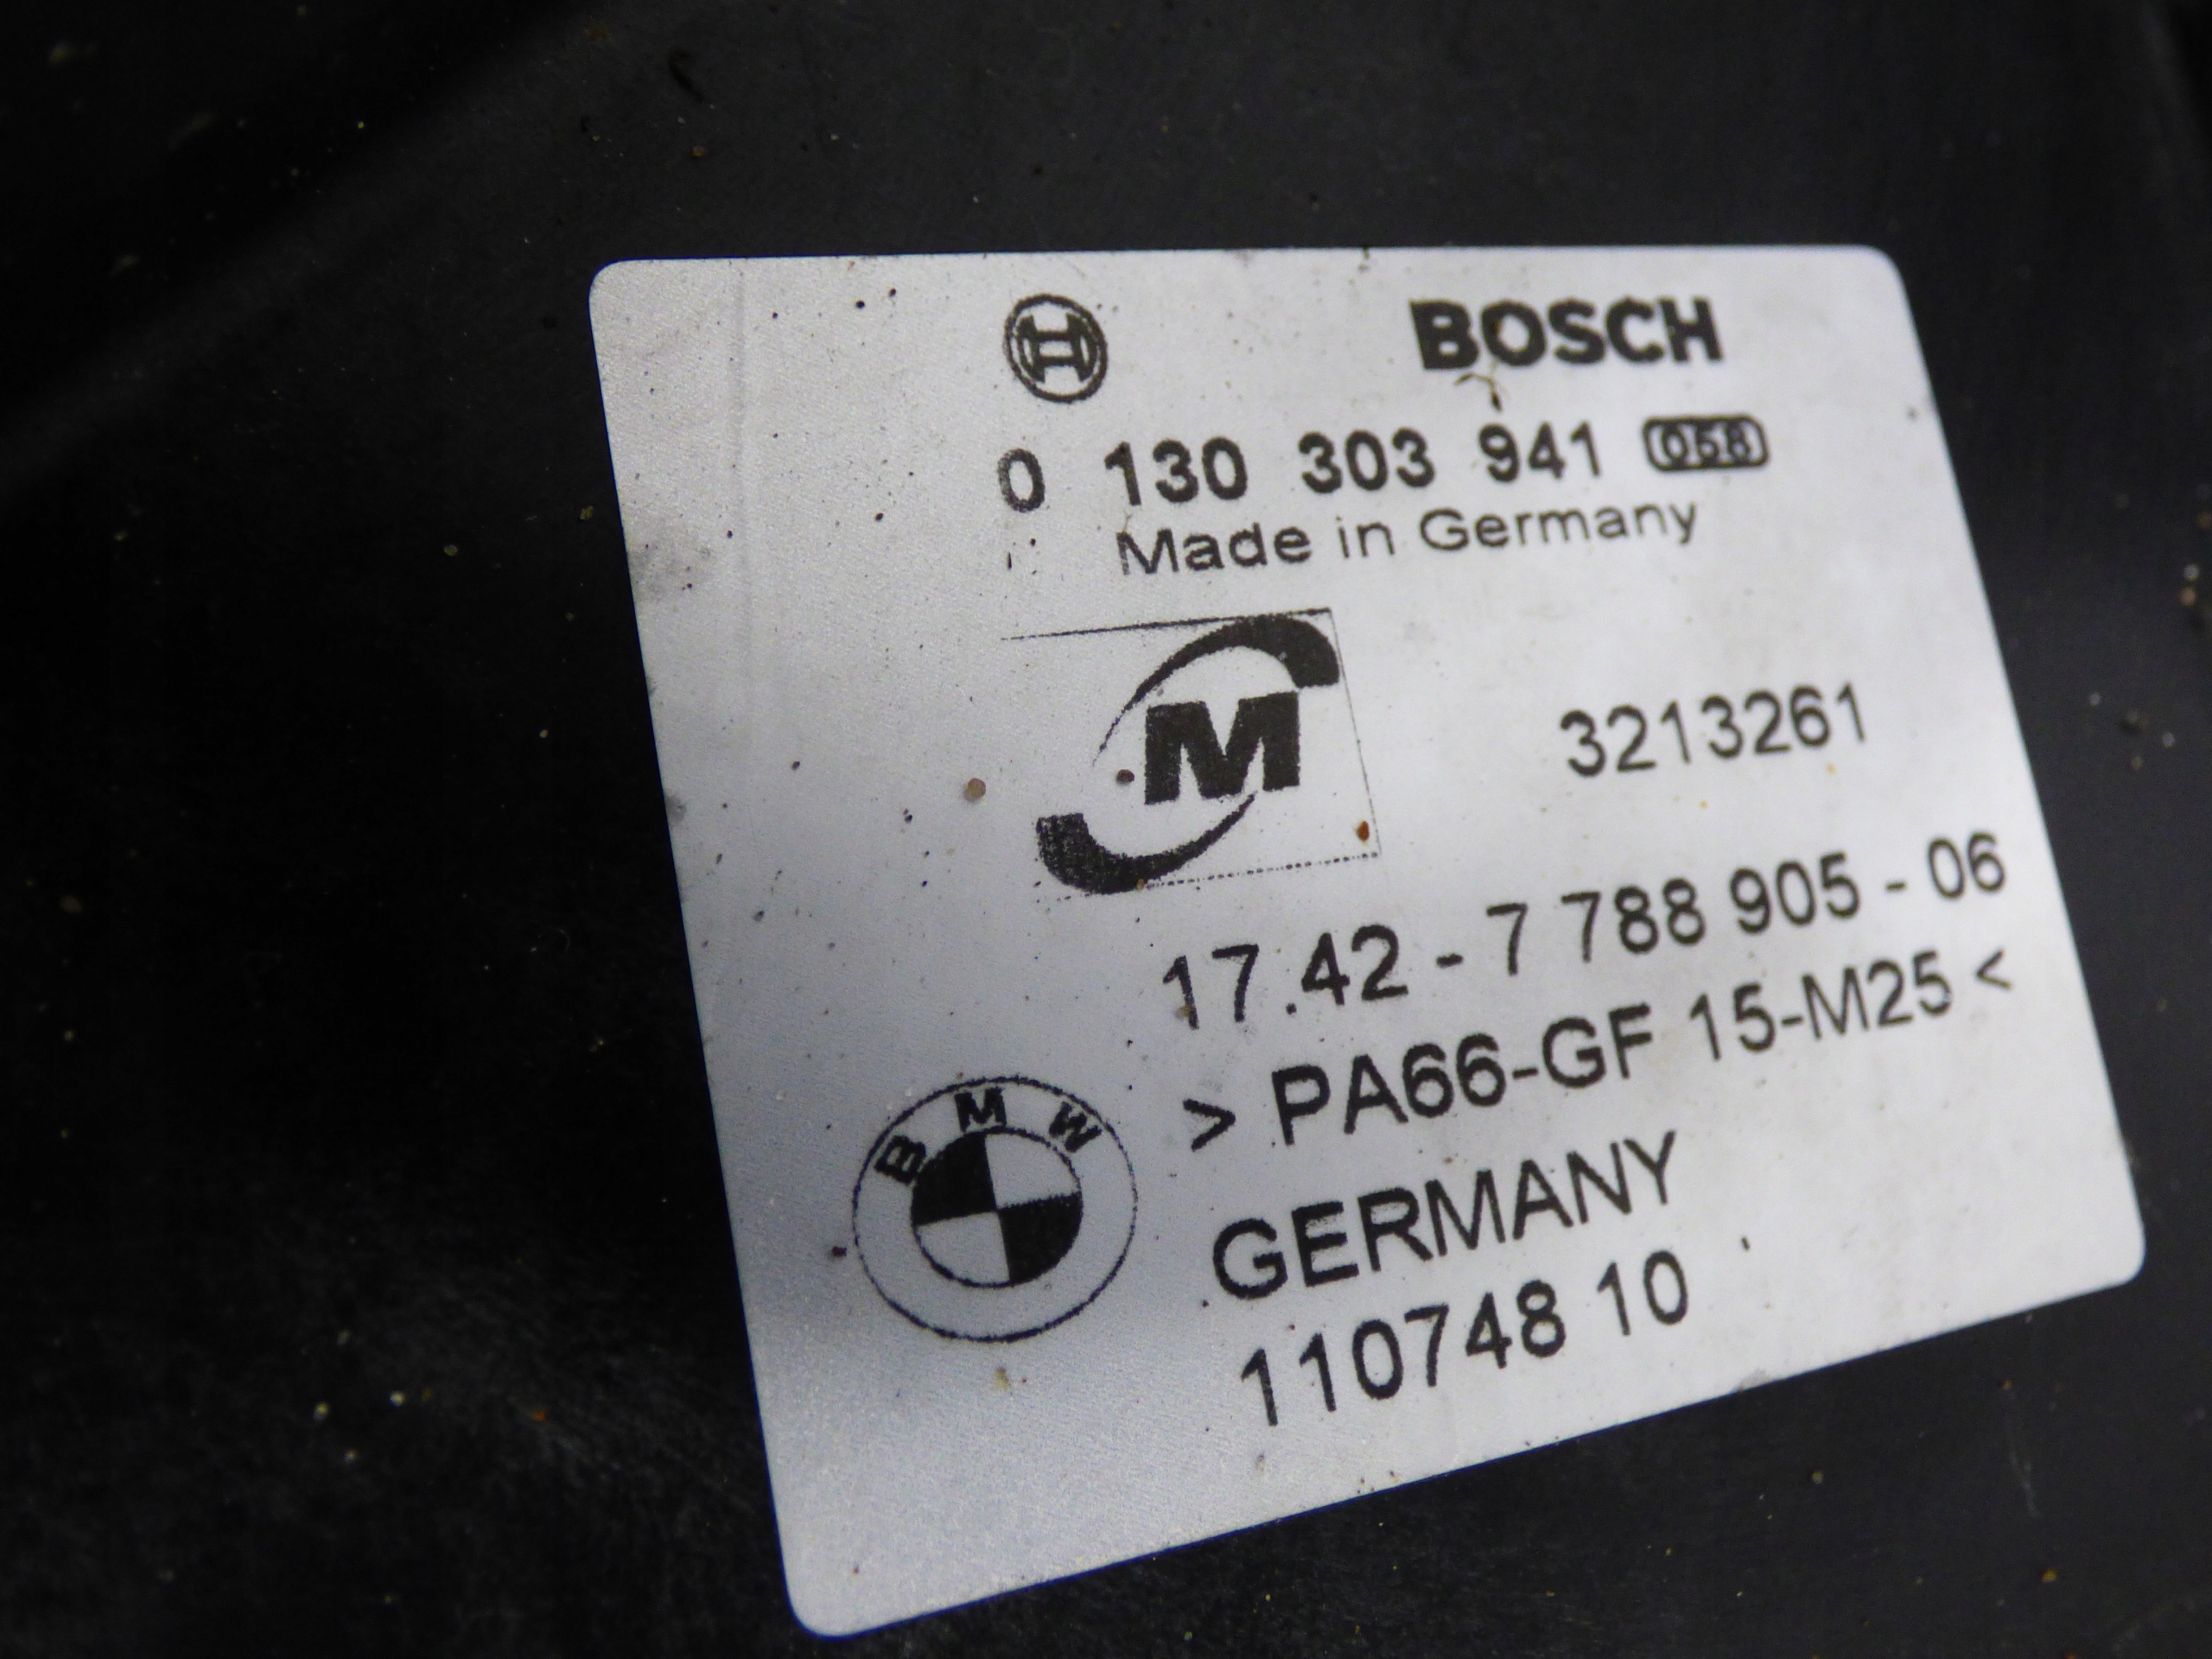 BOSCH
0 130 303 941 058
Made in Germany
M
3213261
17.42 - 7 788 905 - 06
> PA66-GF 15-M25 <
BMW
GERMANY
110748 10